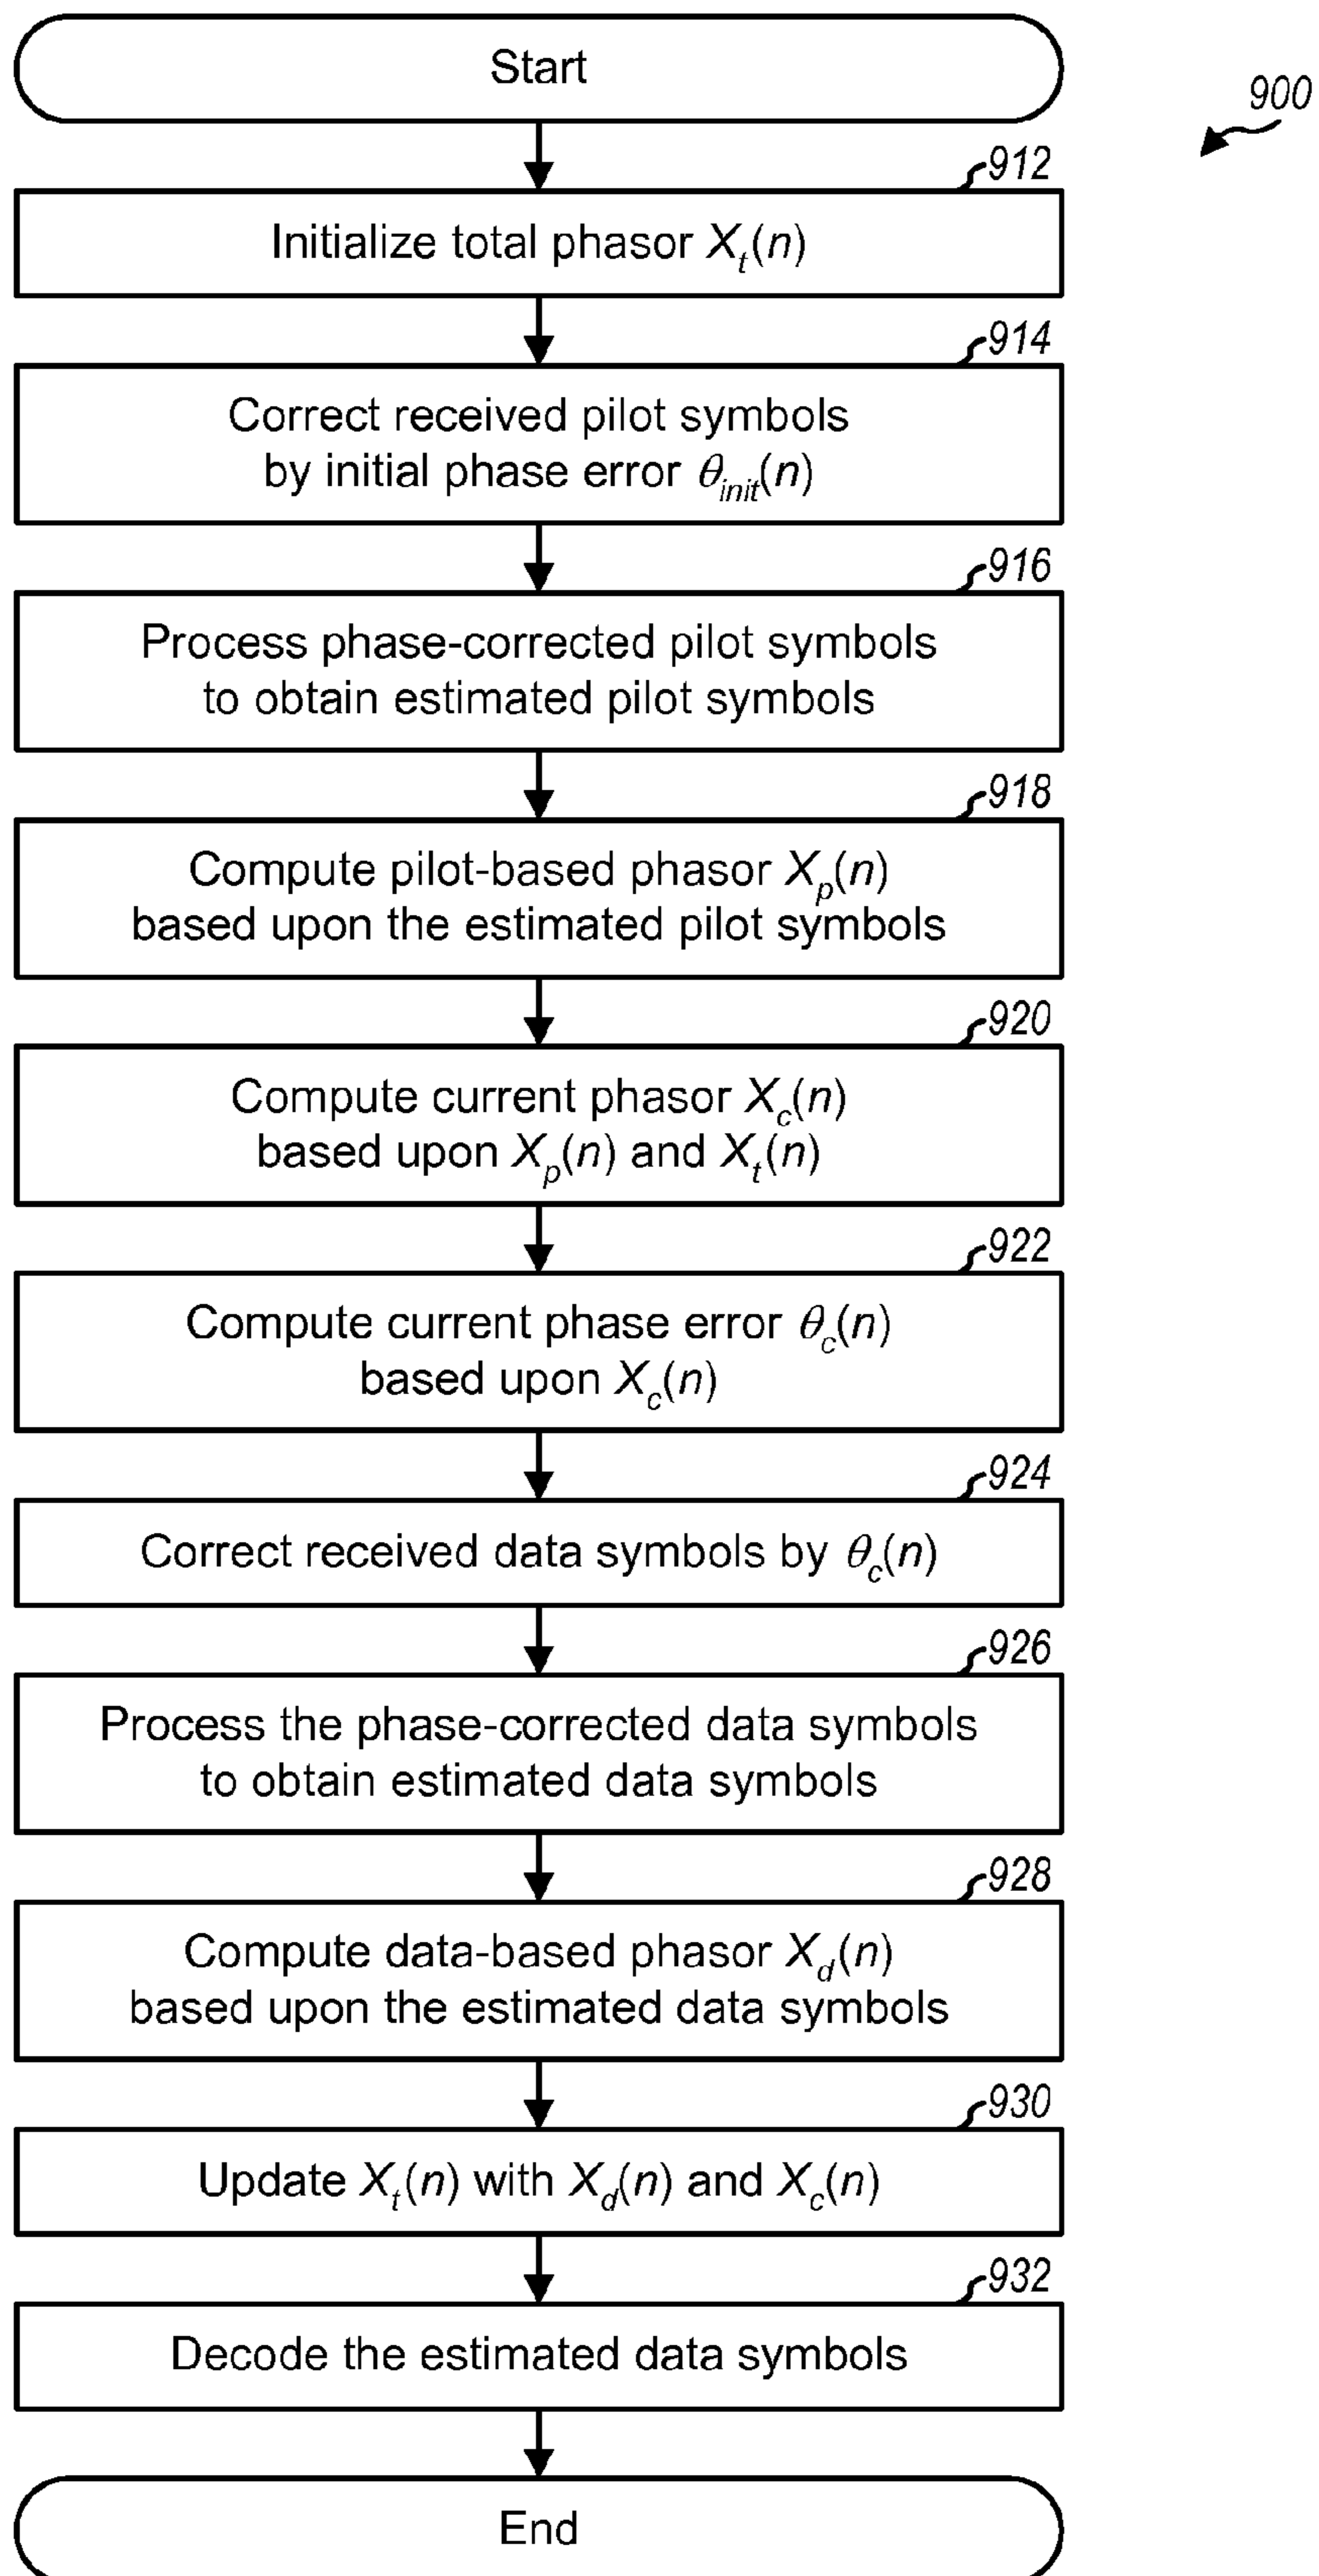 Start
900
912
Initialize total phasor Xt(n)
914
Correct received pilot symbols
by initial phase error θinit(n)
916
Process phase-corrected pilot symbols
to obtain estimated pilot symbols
918
Compute pilot-based phasor Xp(n)
based upon the estimated pilot symbols
920
Compute current phasor Xc(n)
based upon Xp(n) and Xt(n)
922
Compute current phase error θc(n)
based upon Xc(n)
924
Correct received data symbols by θc(n)
926
Process the phase-corrected data symbols
to obtain estimated data symbols
928
Compute data-based phasor Xd(n)
based upon the estimated data symbols
930
Update Xt(n) with Xd(n) and Xc(n)
932
Decode the estimated data symbols
End